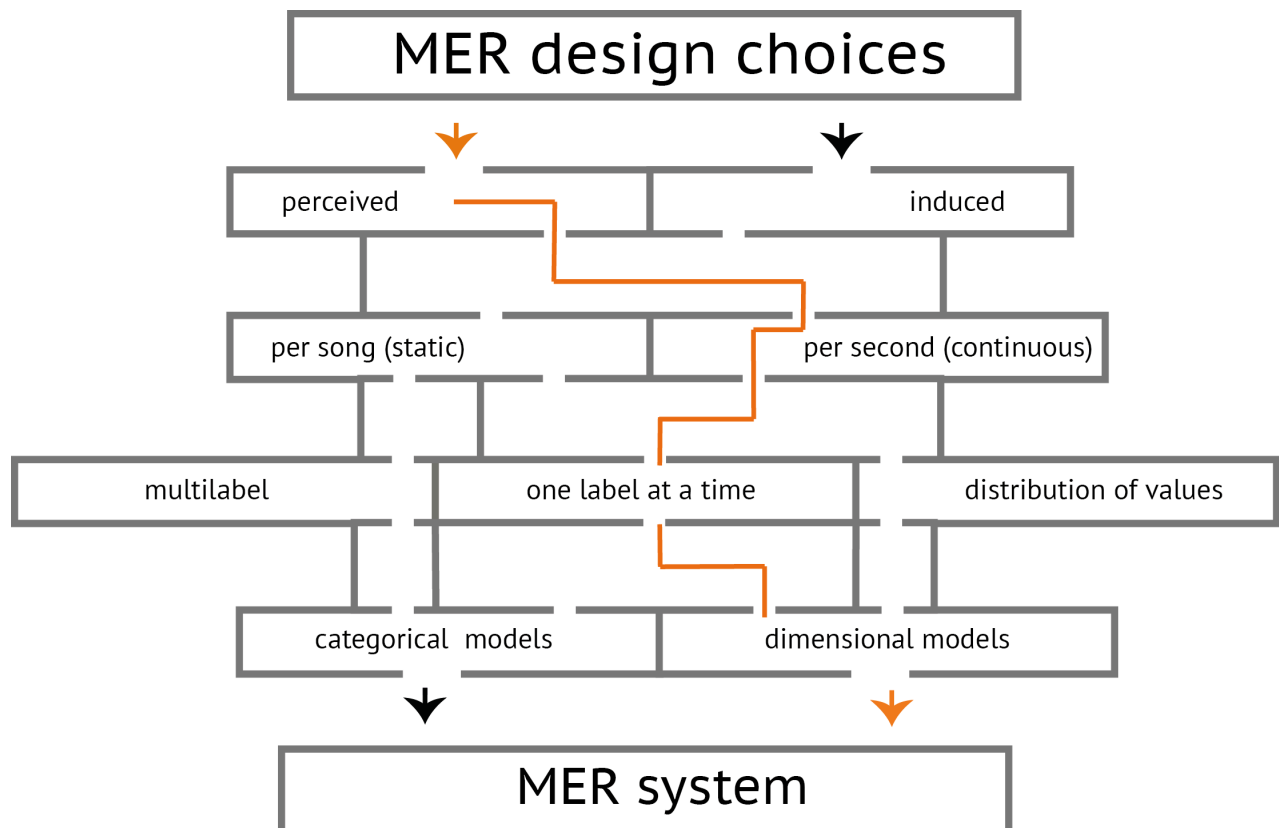 MER design choices
perceived
induced
per song (static)
per second (continuous)
multilabel
one label at a time
distribution of values
categorical models
dimensional models
MER system